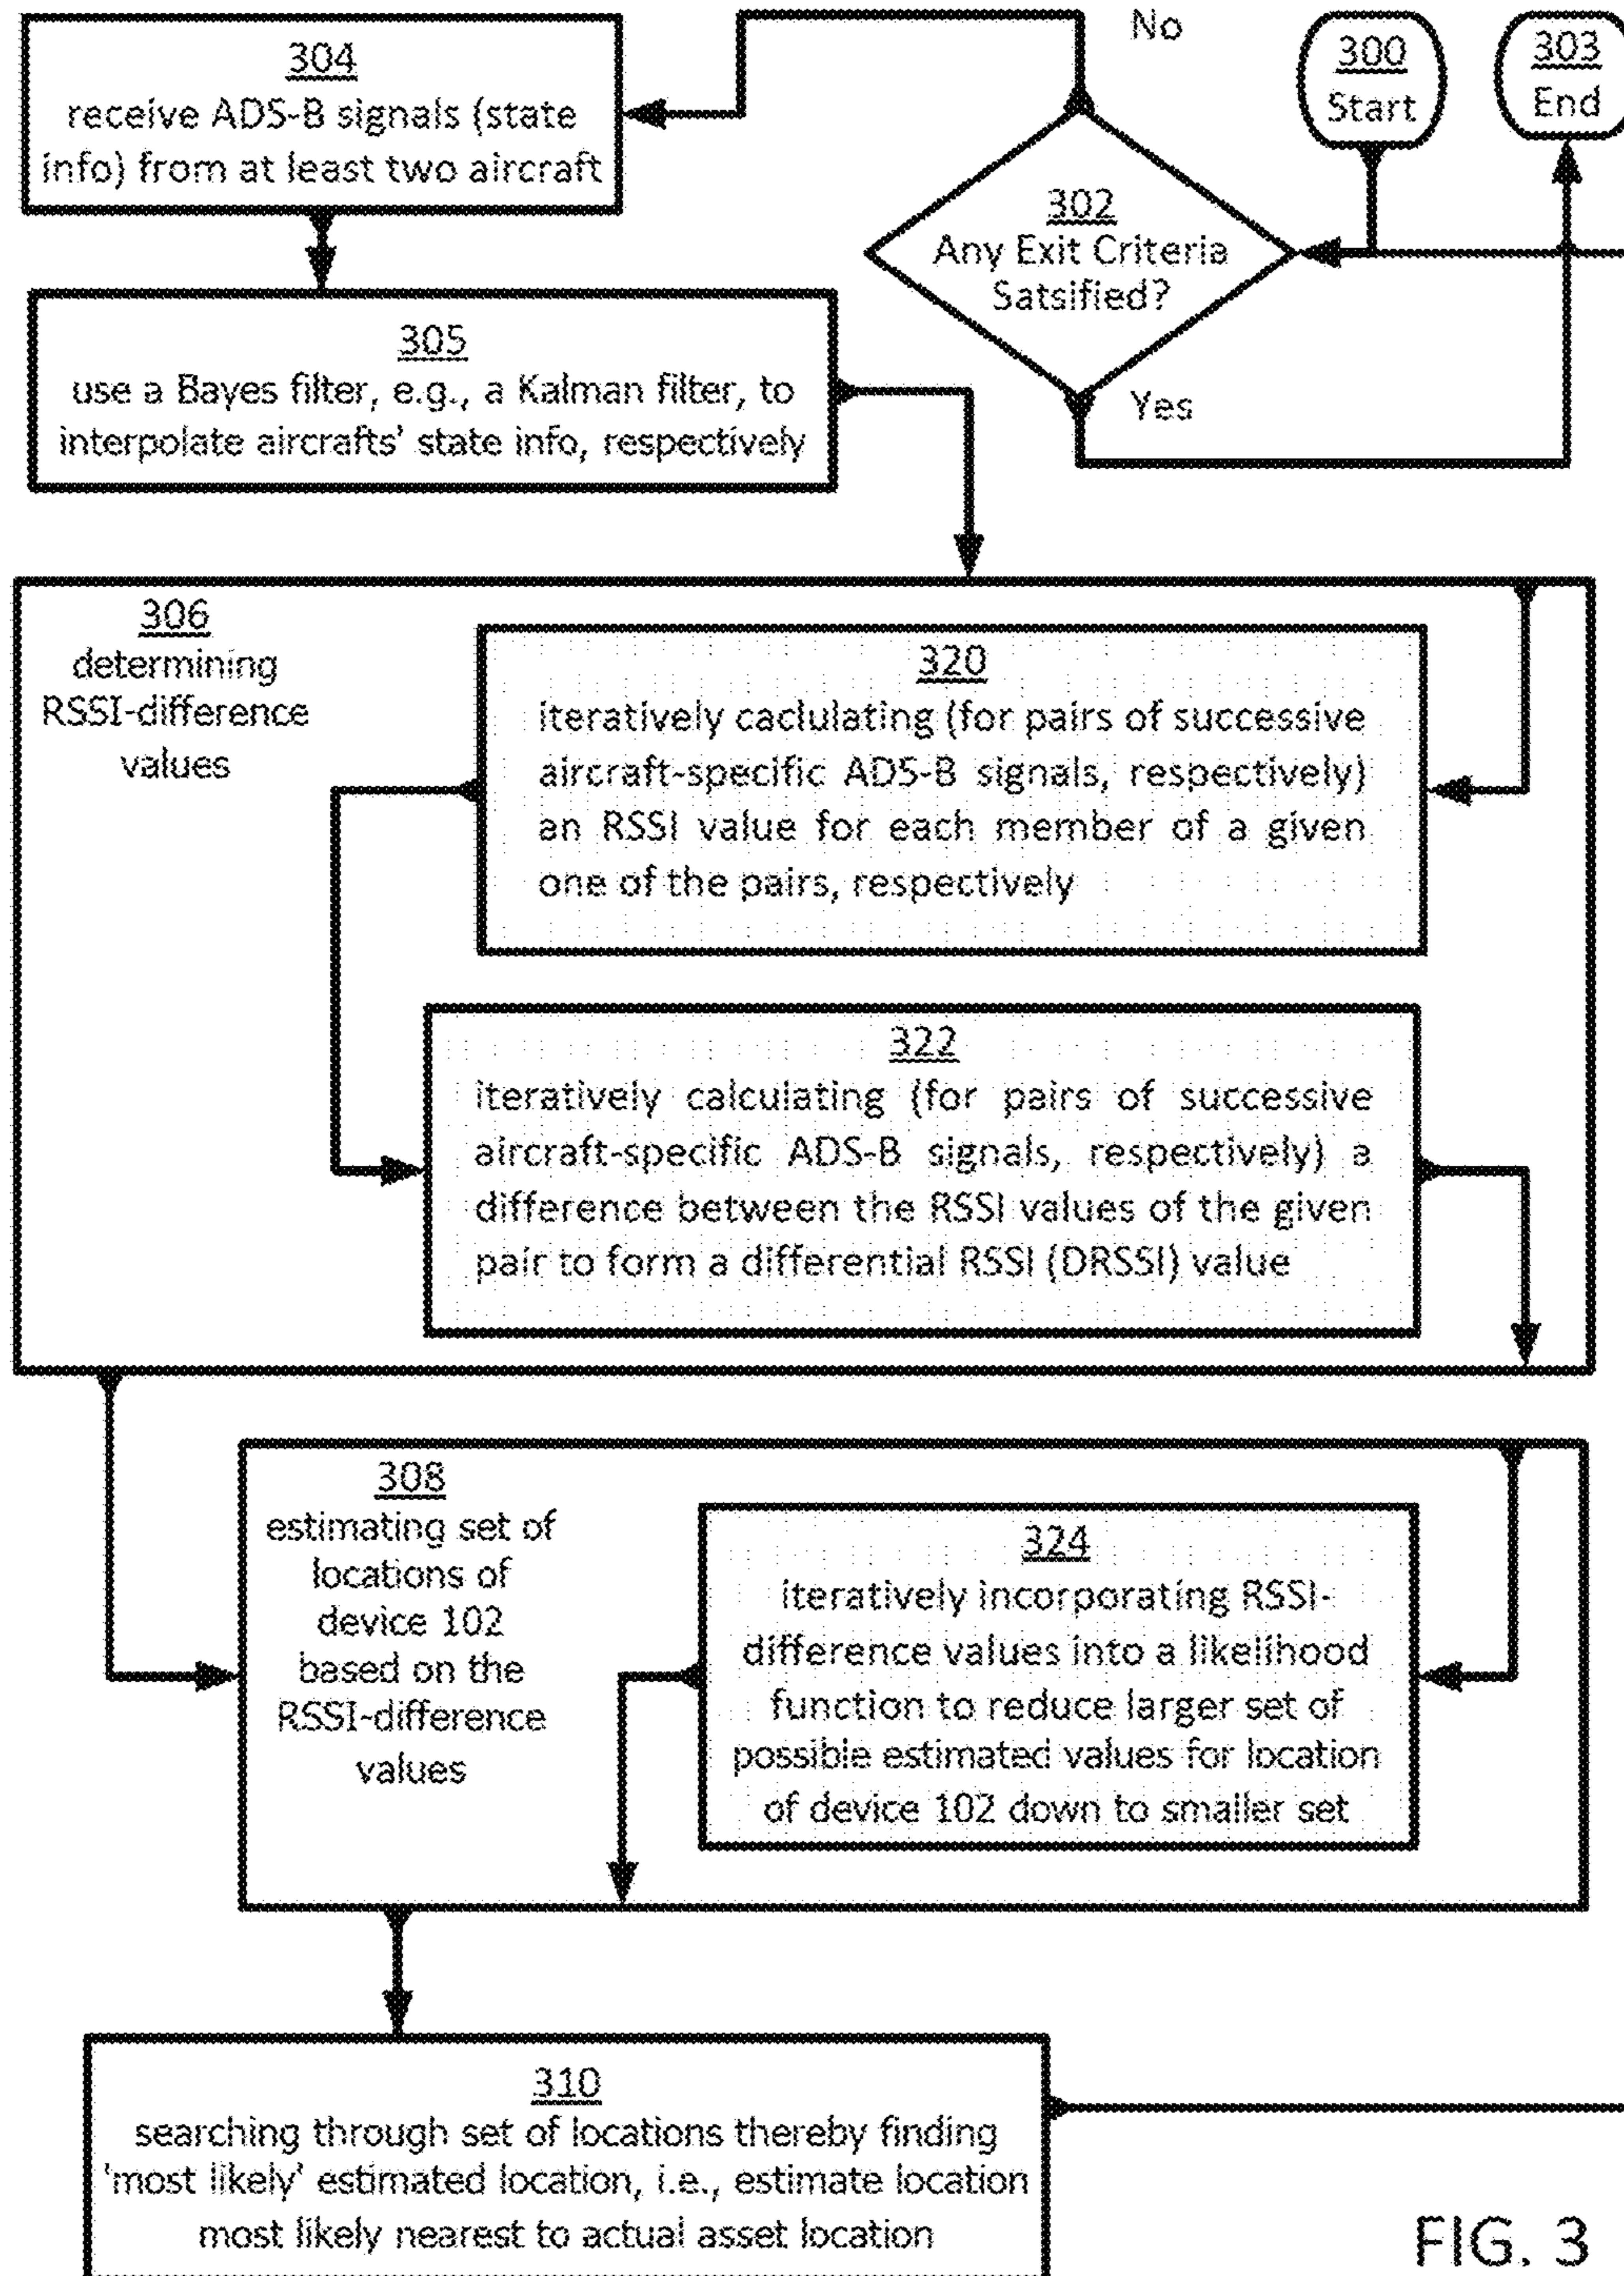 304
receive ADS-B signals (state
info) from at least two aircraft
No
300
Start
303
End
302
Any Exit Criteria
Satsified?
Yes
305
use a Bayes filter, e.g., a Kalman filter, to
interpolate aircrafts' state info, respectively
306
determining
RSSI-difference
values
320
iteratively caclulating (for pairs of successive
aircraft-specific ADS-B signals, respectively)
an RSSI value for each member of a given
one of the pairs, respectively
322
iteratively calculating (for pairs of successive
aircraft-specific ADS-B signals, respectively) a
difference between the RSSI values of the given
pair to form a differential RSSI (DRSSI) value
308
estimating set of
locations of
device 102
based on the
RSSI-difference
values
324
iteratively incorporating RSSI-
difference values into a likelihood
function to reduce larger set of
possible estimated values for location
of device 102 down to smaller set
310
searching through set of locations thereby finding
'most likely' estimated location, i.e., estimate location
most likely nearest to actual asset location
FIG. 3